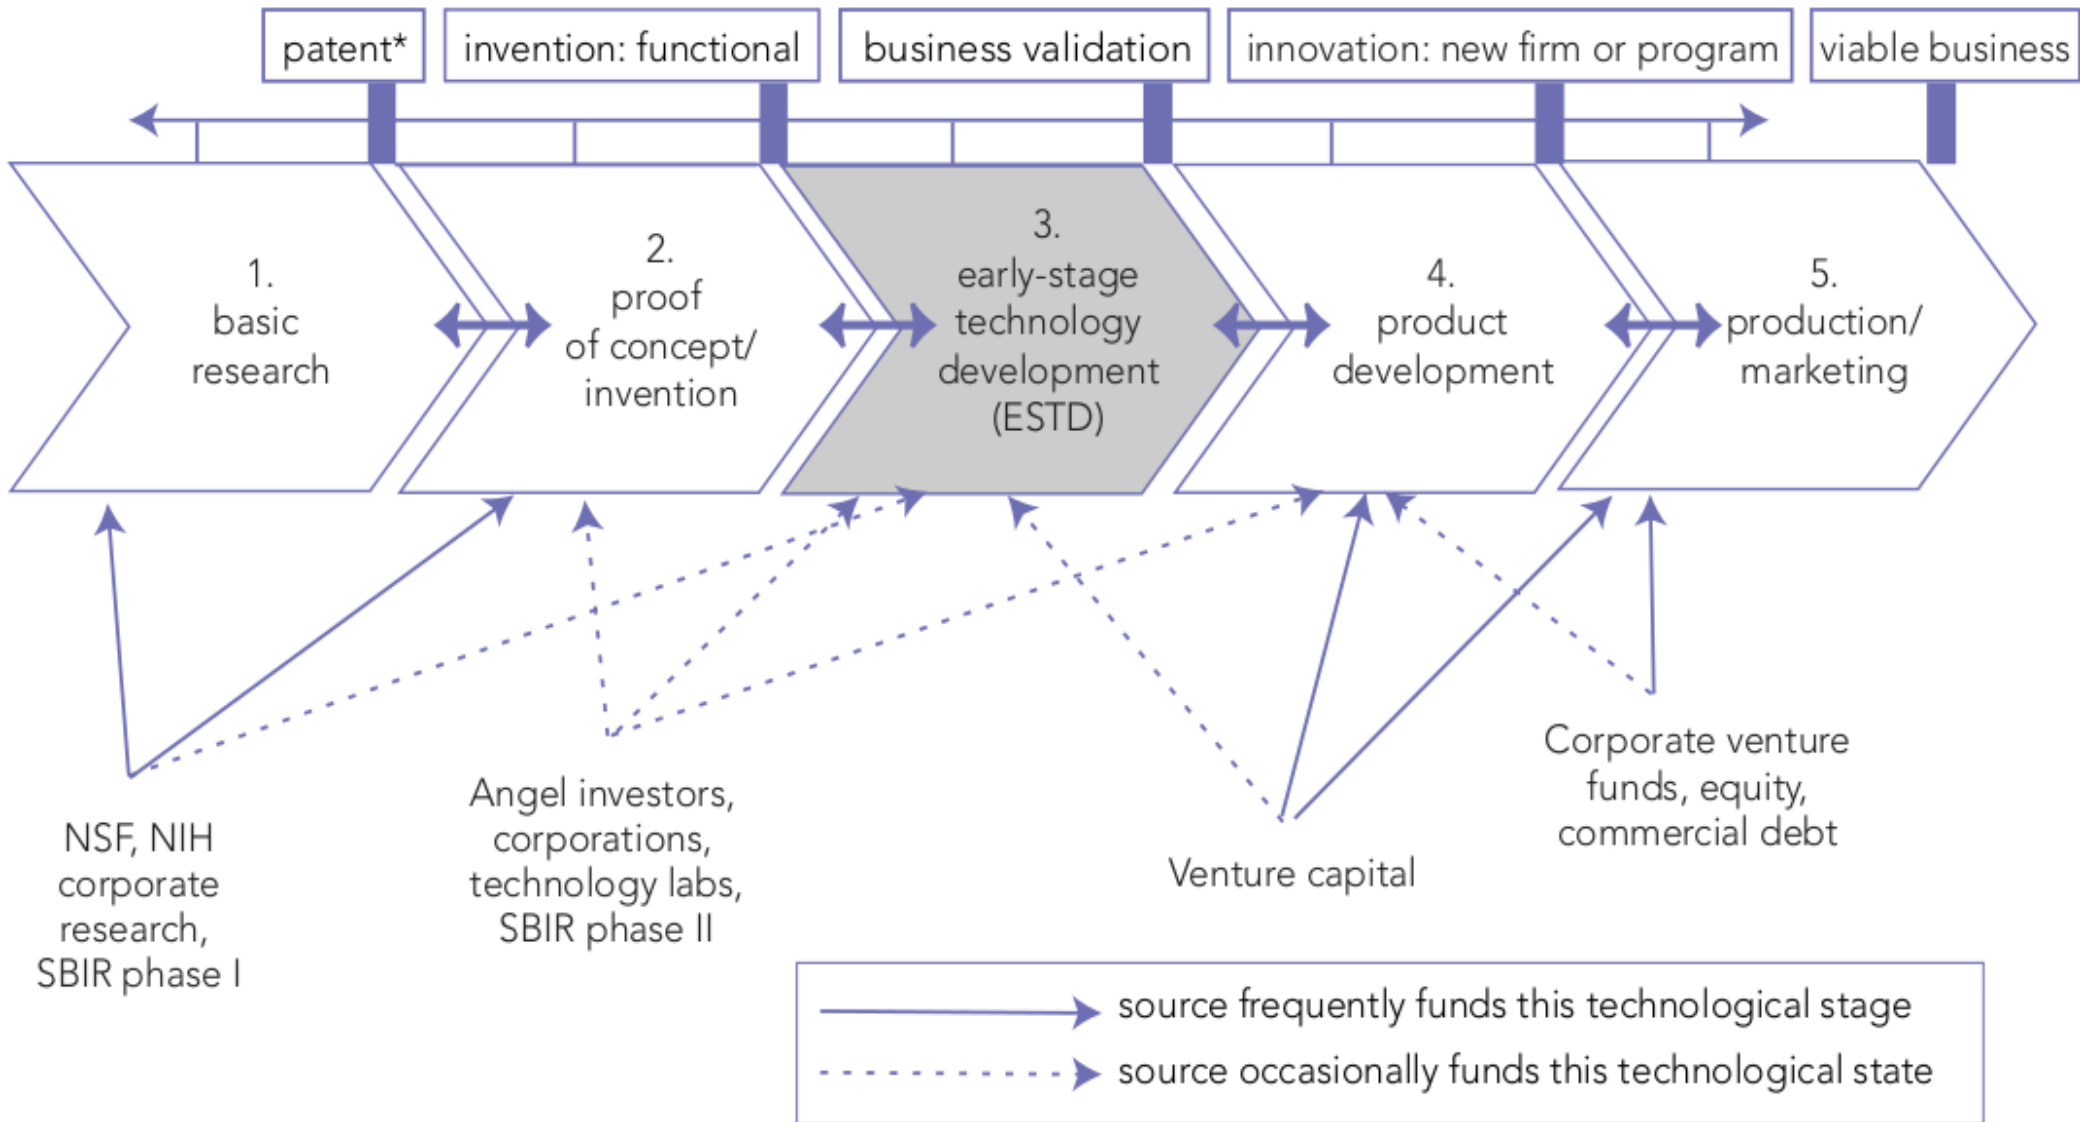 patent*
invention: functional
business validation
innovation: new firm or program
viable business
1.
basic
research
2.
proof
of concept/
invention
3.
early-stage
technology
development
(ESTD)
4.
product
development
5.
production/
marketing
NSF, NIH
corporate
research,
SBIR phase I
Angel investors,
corporations,
technology labs,
SBIR phase II
Venture capital
Corporate venture
funds, equity,
commercial debt
source frequently funds this technological stage
source occasionally funds this technological state